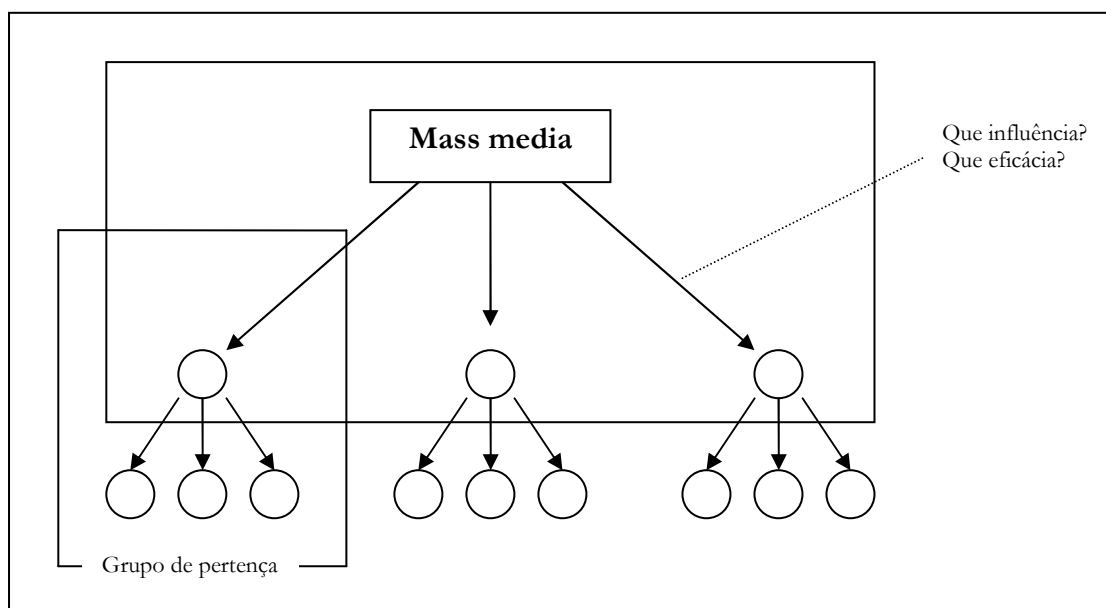 Mass media
Que influência?
Que eficácia?
Grupo de pertença